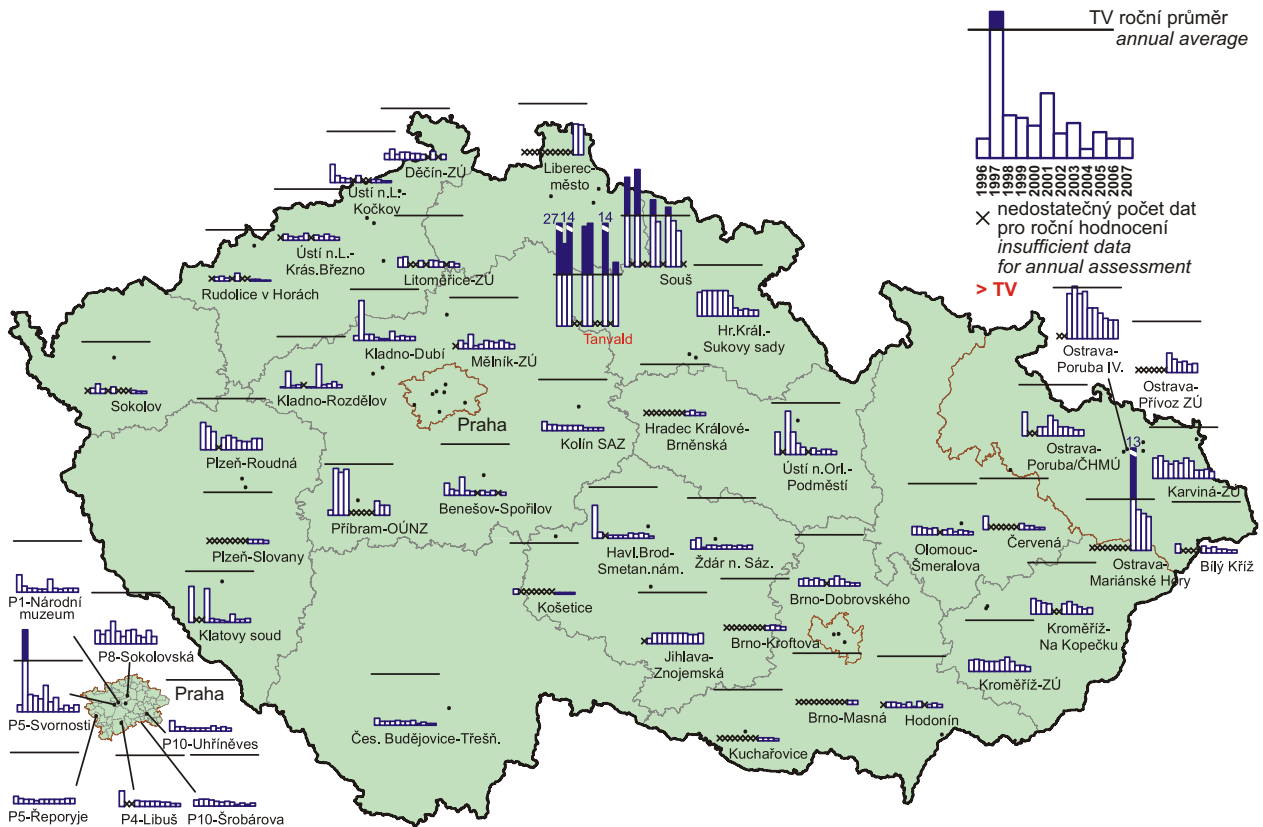 TV roční průměr
annual average
1996
1997
1998
1999
2000
2001
2002
2003
2004
2005
2006
2007
× nedostatečný počet dat
pro roční hodnocení
insufficient data
for annual assessment
> TV
Děčín-ZÚ
Liberec-
město
Ústí n.L.-
Kočkov
27 14
14
Ústí n.L.-
Krás.Březno
Litoměřice-ZÚ
Souš
Rudolice v Horách
Tanvald
Hr.Král.-
Sukovy sady
Kladno-Dubí
Mělník-ZÚ
Ostrava-
Poruba IV.
Ostrava-
Přívoz ZÚ
Sokolov
Kladno-Rozdělov
Praha
Kolín SAZ
Hradec Králové-
Brněnská
Plzeň-Roudná
Ústí n.Orl.-
Podměstí
Ostrava-
Poruba/ČHMÚ
13
Karviná-ZÚ
Příbram-OÚNZ
Benešov-Spořilov
Plzeň-Slovany
Havl.Brod-
Smetan.nám.
Žďár n. Sáz.
Olomouc-
Šmeralova
Červená
Ostrava-
Mariánské Hory
Bílý Kříž
P1-Národní
muzeum
Klatovy soud
Košetice
Brno-Dobrovského
Kroměříž-
Na Kopečku
P8-Sokolovská
Jihlava-
Znojemská
Brno-Kroftova
Kroměříž-ZÚ
Praha
P5-Svornosti
P10-Uhříněves
Čes. Budějovice-Třešň.
Brno-Masná
Hodonín
Kuchařovice
P5-Řeporyje
P4-Libuš
P10-Šrobárova